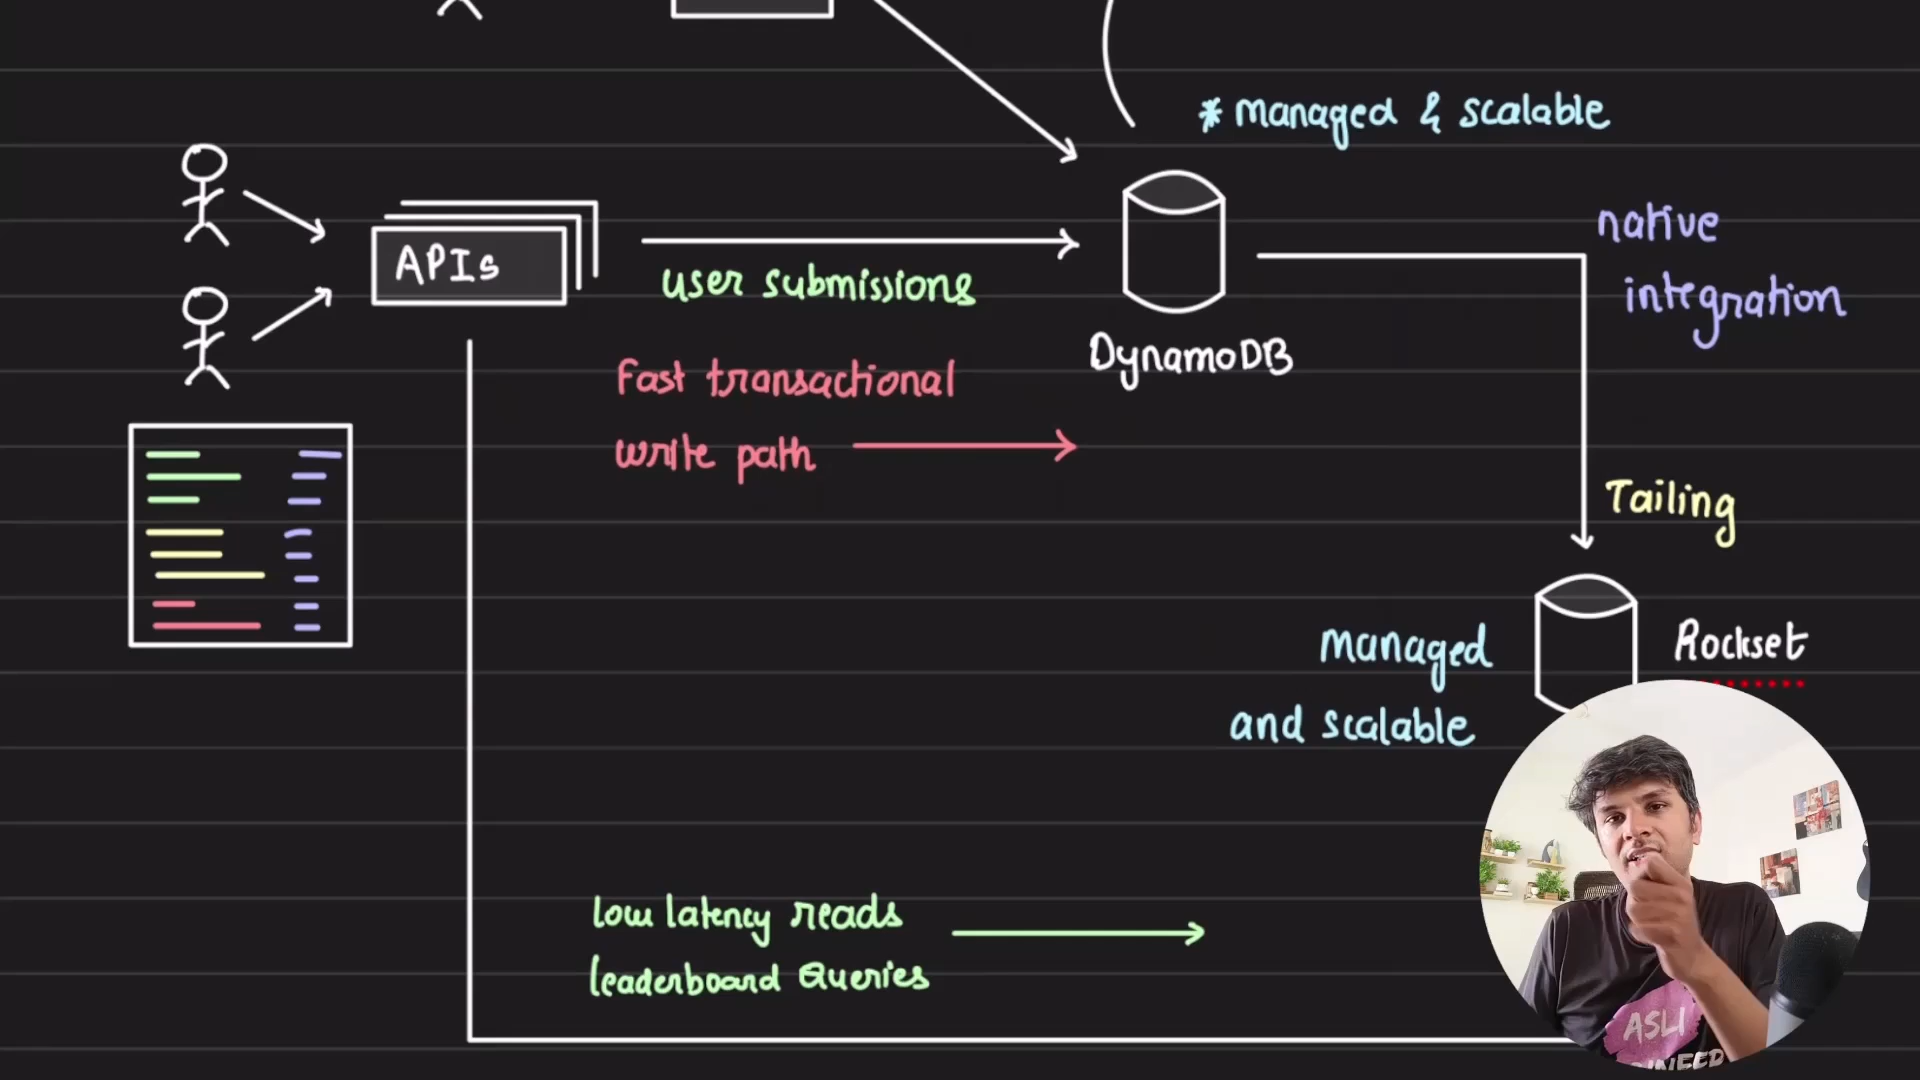 * managed & scalable
native
integration
APIs
user submissions
DynamoDB
Fast transactional
write path
Tailing
managed
and scalable
Rockset
low latency reads
leaderboard Queries
ASLI